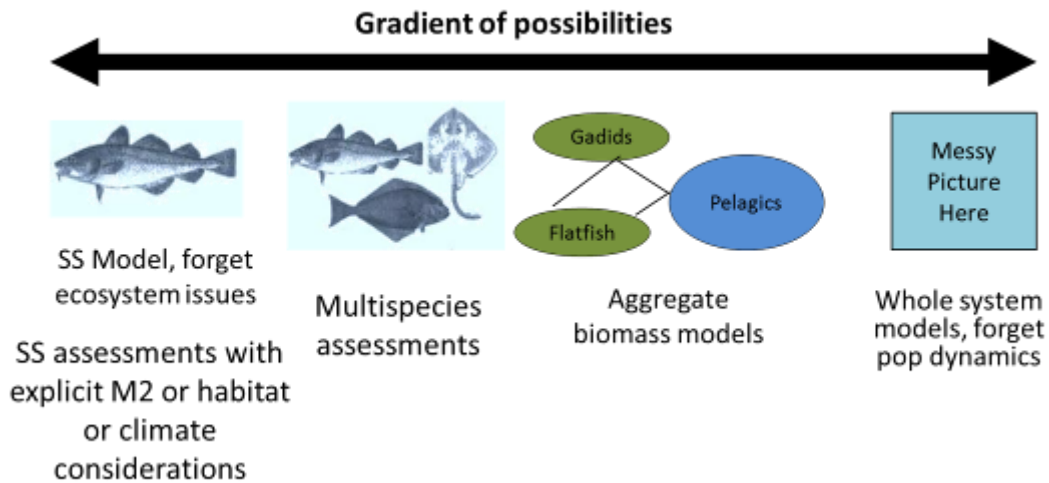 Gradient of possibilities
SS Model, forget
ecosystem issues
SS assessments with
explicit M2 or habitat
or climate
considerations
Multispecies
assessments
Gadids
Flatfish
Pelagics
Aggregate
biomass models
Messy
Picture
Here
Whole system
models, forget
pop dynamics